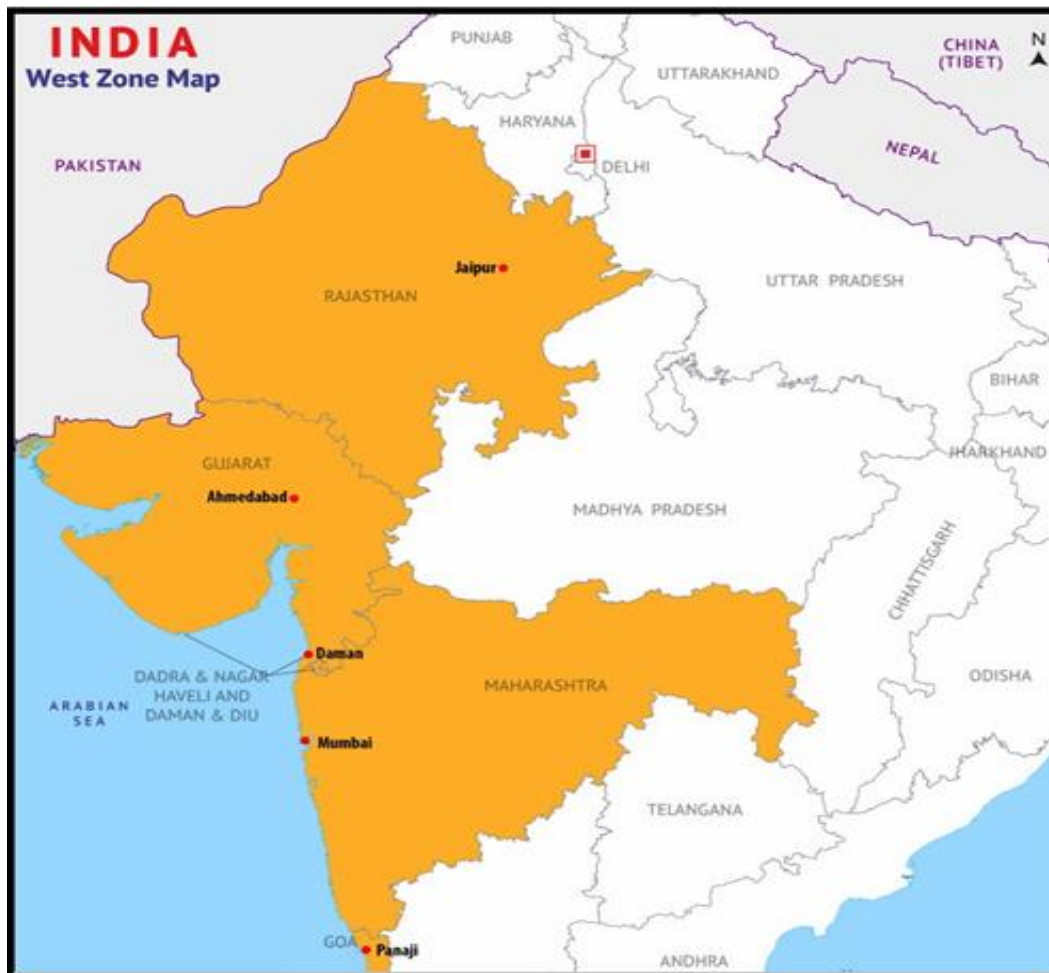 INDIA
West Zone Map
PUNJAB
CHINA
(TIBET)
N
UTTARAKHAND
HARYANA
NEPAL
PAKISTAN
DELHI
Jaipur
RAJASTHAN
UTTAR PRADESH
BIHAR
JHARKHAND
GUJARAT
Ahmedabad
MADHYA PRADESH
CHHATTISGARH
Daman
DADRA & NAGAR
HAVELI AND
DAMAN & DIU
MAHARASHTRA
ODISHA
ARABIAN
SEA
Mumbai
TELANGANA
GOA
Panaji
ANDHRA